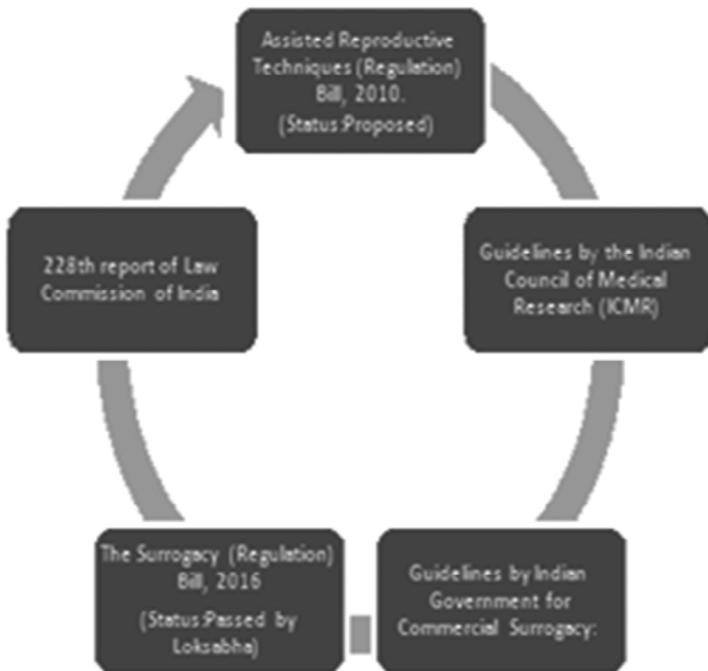 Assisted Reproductive
Techniques (Regulation)
Bill, 2010.
(Status:Proposed)
Guidelines by the Indian
Council of Medical
Research (ICMR)
Guidelines by Indian
Government for
Commercial Surrogacy:
The Surrogacy (Regulation)
Bill, 2016
(Status:Passed by
Loksabha)
228th report of Law
Commission of India